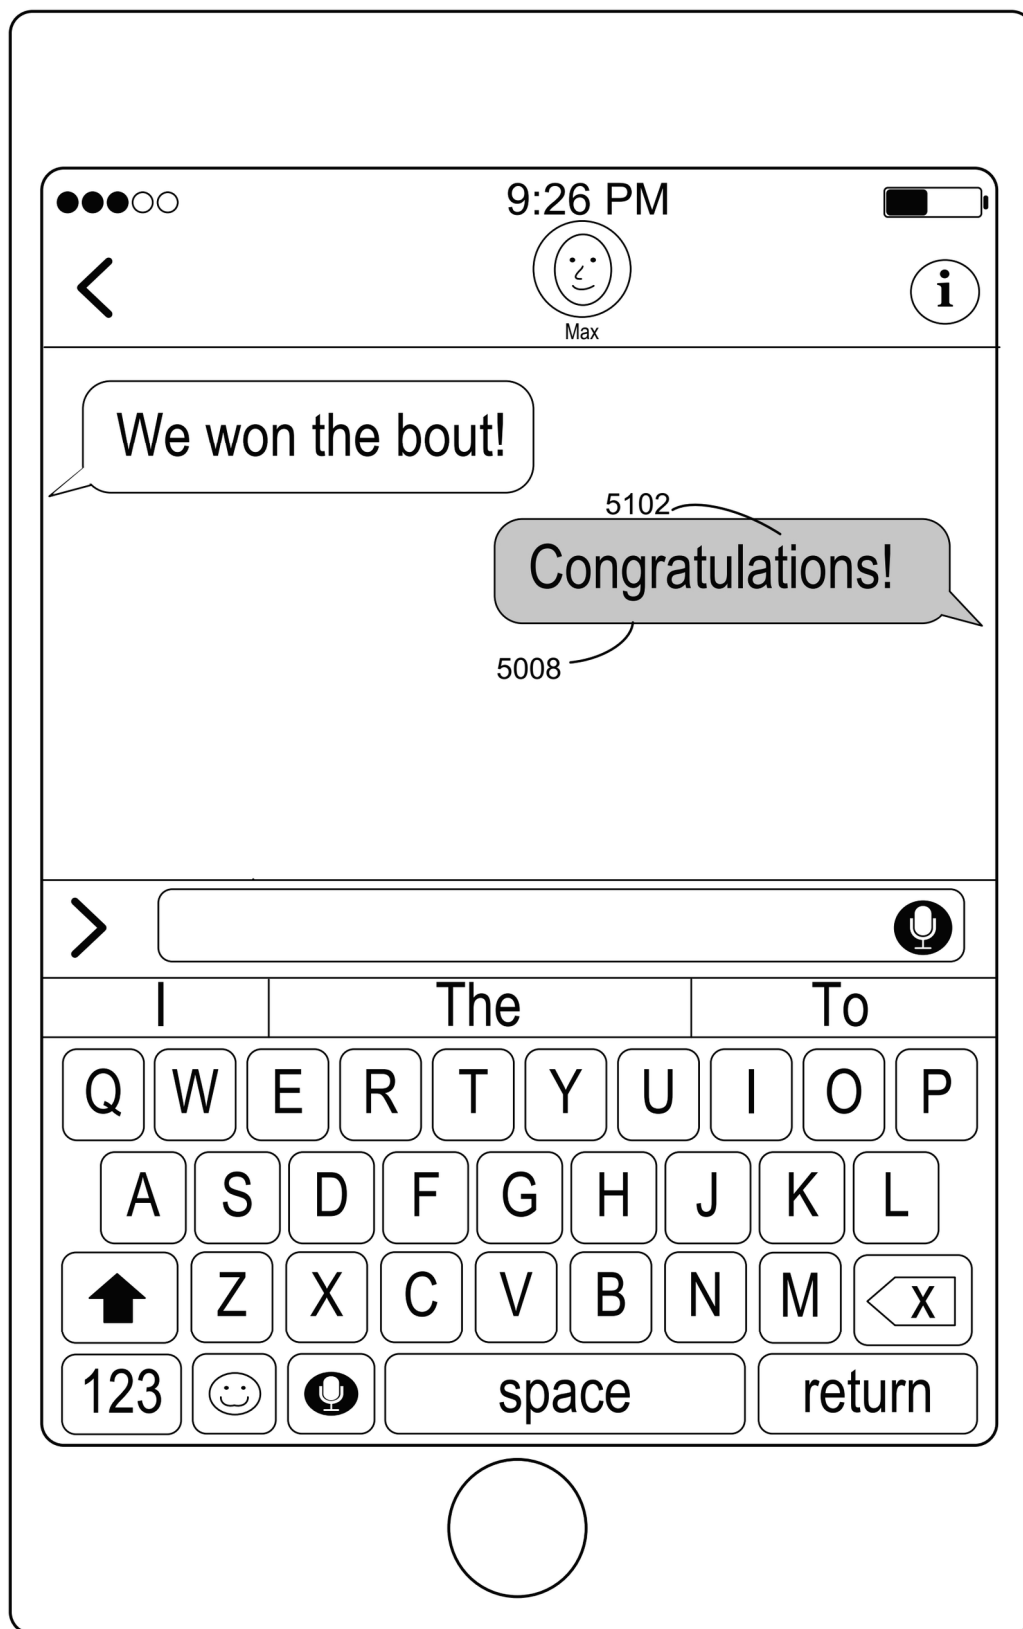 9:26 PM
i
Max
We won the bout!
5102
Congratulations!
5008
I The To
Q W E R T Y U I O P
A S D F G H J K L
Z X C V B N M X
123 space return